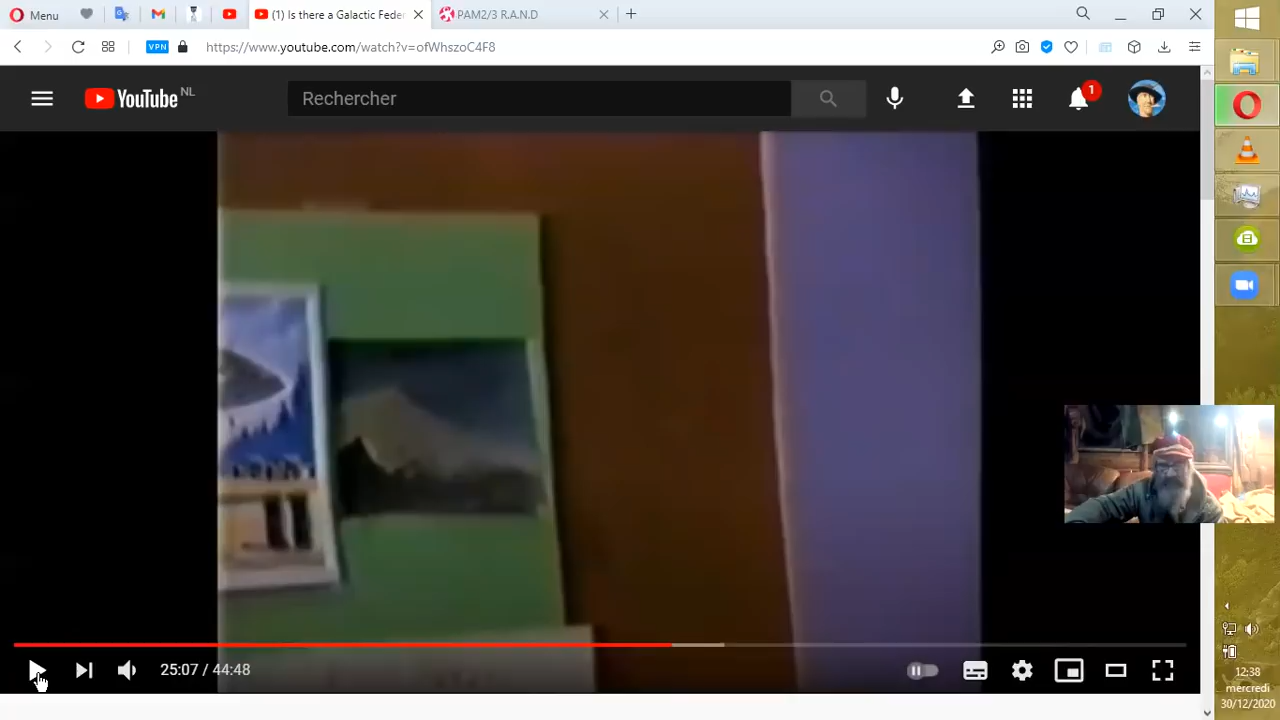 Menu
(1) Is there a Galactic Feder
PAM2/3 R.A.N.D
VPN
https://www.youtube.com/watch?v=ofWhszoC4F8
YouTube NL
Rechercher
1
25:07 / 44:48
12:38
mercredi
30/12/2020